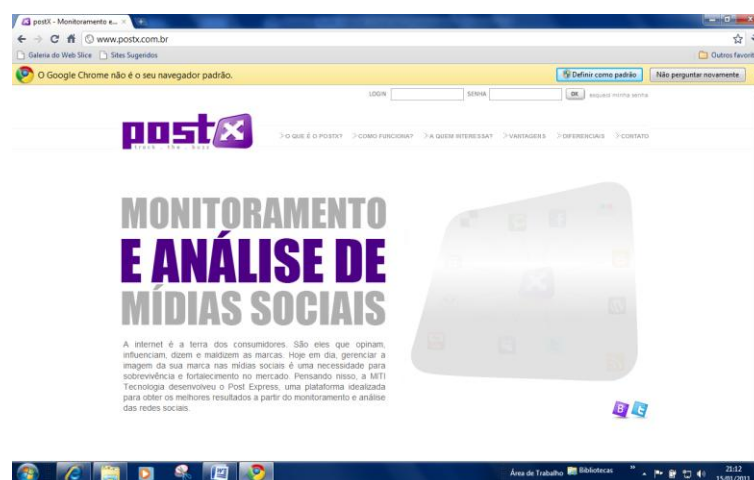 postX - Monitoramento e...
www.postx.com.br
Galeria do Web Slice Sites Sugeridos Outros favorit
O Google Chrome não é o seu navegador padrão. Definir como padrão Não perguntar novamente
LOGIN SENHA OK esqueci minha senha
postx
track the buzz
>O QUE É O POSTX? >COMO FUNCIONA? >A QUEM INTERESSA? >VANTAGENS >DIFERENCIAIS >CONTATO
MONITORAMENTO
E ANÁLISE DE
MÍDIAS SOCIAIS
A internet é a terra dos consumidores. São eles que opinam,
influenciam, dizem e maldizem as marcas. Hoje em dia, gerenciar a
imagem da sua marca nas mídias sociais é uma necessidade para
sobrevivência e fortalecimento no mercado. Pensando nisso, a MITI
Tecnologia desenvolveu o Post Express, uma plataforma idealizada
para obter os melhores resultados a partir do monitoramento e análise
das redes sociais.
Área de Trabalho Bibliotecas 21:12
15/01/2011